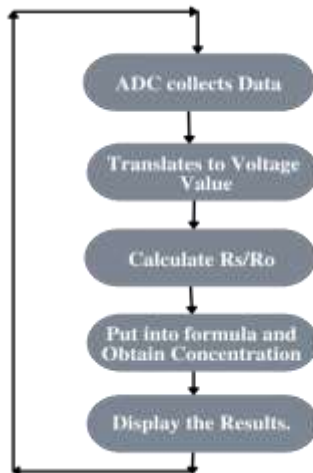 ADC collects Data
Translates to Voltage
Value
Calculate Rs/Ro
Put into formula and
Obtain Concentration
Display the Results.